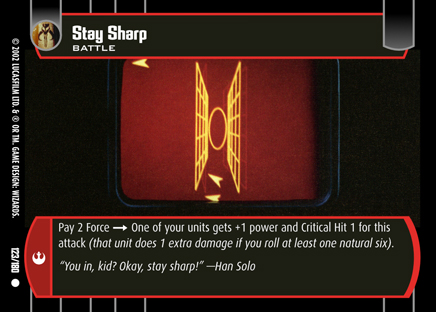 Stay Sharp
BATTLE
Pay 2 Force → One of your units gets +1 power and Critical Hit 1 for this
attack (that unit does 1 extra damage if you roll at least one natural six).
"You in, kid? Okay, stay sharp!" —Han Solo
© 2002 LUCASFILM LTD. & ® OR TM. GAME DESIGN: WIZARDS.
123/180